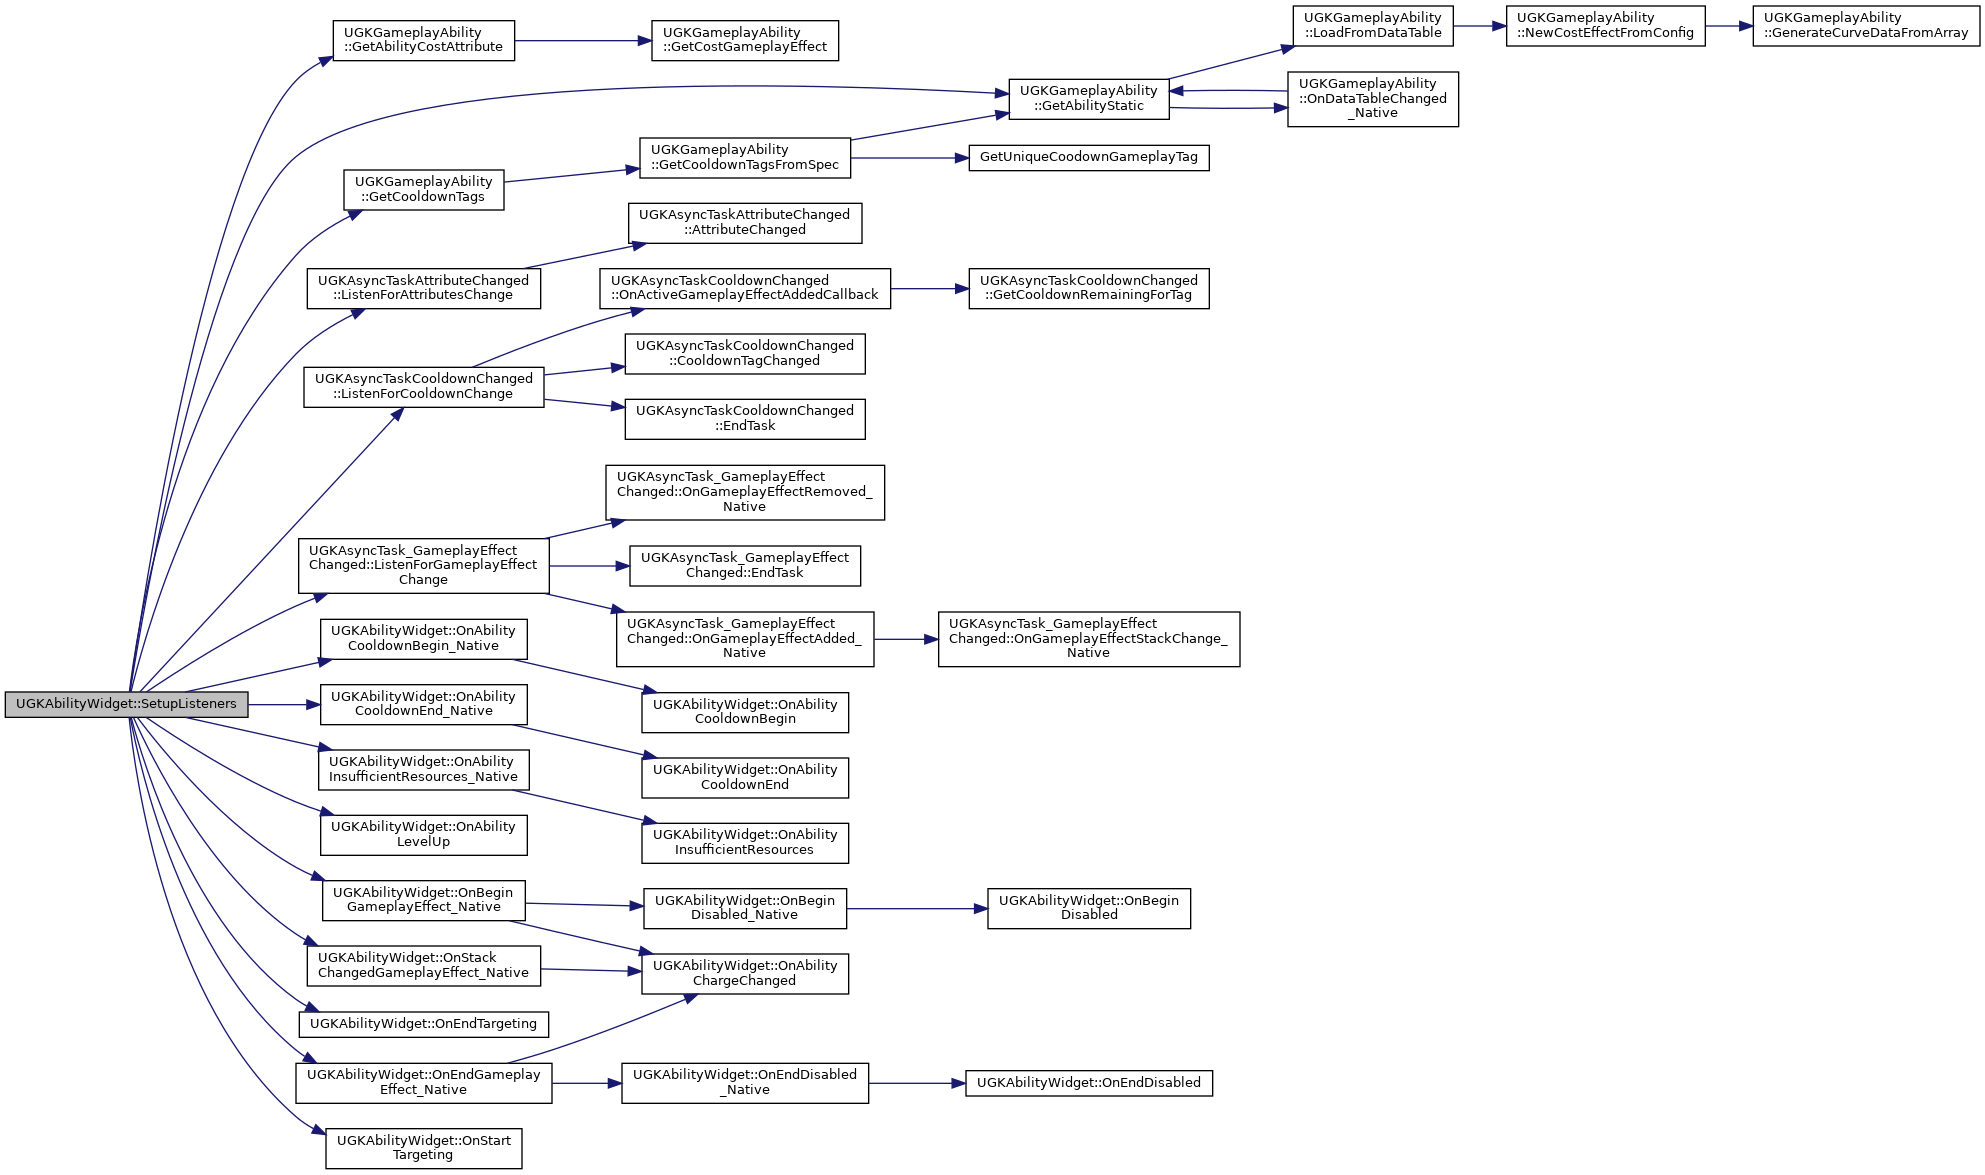 UGKAbilityWidget::SetupListeners
UGKGameplayAbility
::GetAbilityCostAttribute
UGKGameplayAbility
::GetCostGameplayEffect
UGKGameplayAbility
::GetAbilityStatic
UGKGameplayAbility
::LoadFromDataTable
UGKGameplayAbility
::NewCostEffectFromConfig
UGKGameplayAbility
::GenerateCurveDataFromArray
UGKGameplayAbility
::OnDataTableChanged
_Native
UGKGameplayAbility
::GetCooldownTags
UGKGameplayAbility
::GetCooldownTagsFromSpec
GetUniqueCoodownGameplayTag
UGKAsyncTaskAttributeChanged
::ListenForAttributesChange
UGKAsyncTaskAttributeChanged
::AttributeChanged
UGKAsyncTaskCooldownChanged
::ListenForCooldownChange
UGKAsyncTaskCooldownChanged
::OnActiveGameplayEffectAddedCallback
UGKAsyncTaskCooldownChanged
::GetCooldownRemainingForTag
UGKAsyncTaskCooldownChanged
::CooldownTagChanged
UGKAsyncTaskCooldownChanged
::EndTask
UGKAsyncTask_GameplayEffect
Changed::ListenForGameplayEffect
Change
UGKAsyncTask_GameplayEffect
Changed::OnGameplayEffectRemoved_
Native
UGKAsyncTask_GameplayEffect
Changed::EndTask
UGKAsyncTask_GameplayEffect
Changed::OnGameplayEffectAdded_
Native
UGKAsyncTask_GameplayEffect
Changed::OnGameplayEffectStackChange_
Native
UGKAbilityWidget::OnAbility
CooldownBegin_Native
UGKAbilityWidget::OnAbility
CooldownBegin
UGKAbilityWidget::OnAbility
CooldownEnd_Native
UGKAbilityWidget::OnAbility
CooldownEnd
UGKAbilityWidget::OnAbility
InsufficientResources_Native
UGKAbilityWidget::OnAbility
InsufficientResources
UGKAbilityWidget::OnAbility
LevelUp
UGKAbilityWidget::OnBegin
GameplayEffect_Native
UGKAbilityWidget::OnBegin
Disabled_Native
UGKAbilityWidget::OnBegin
Disabled
UGKAbilityWidget::OnAbility
ChargeChanged
UGKAbilityWidget::OnStack
ChangedGameplayEffect_Native
UGKAbilityWidget::OnEndTargeting
UGKAbilityWidget::OnEndGameplay
Effect_Native
UGKAbilityWidget::OnEndDisabled
_Native
UGKAbilityWidget::OnEndDisabled
UGKAbilityWidget::OnStart
Targeting